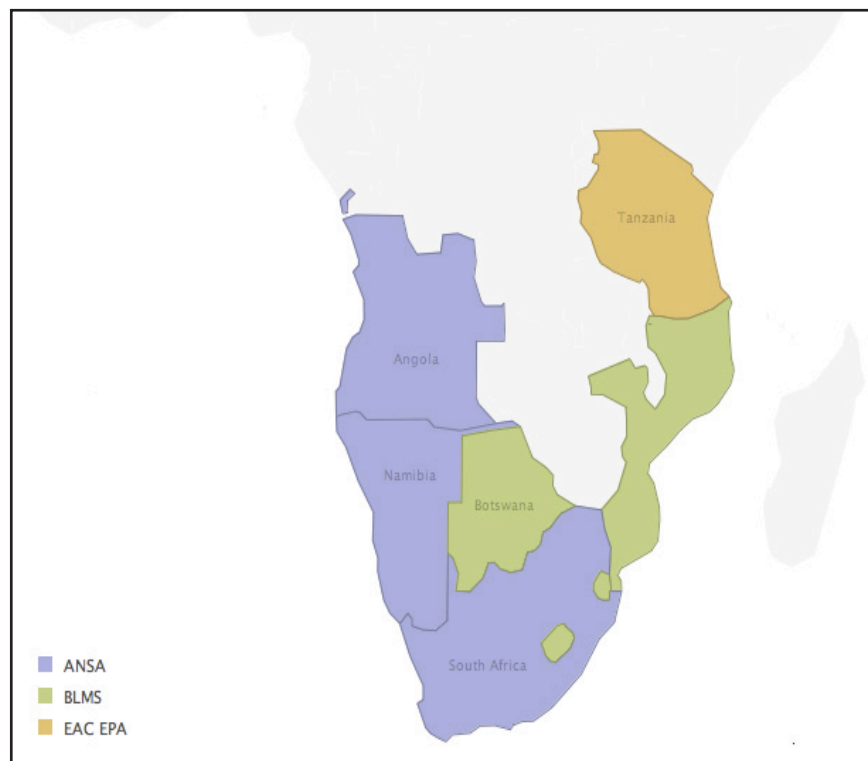 Tanzania
Angola
Namibia
Botswana
South Africa
ANSA
BLMS
EAC EPA